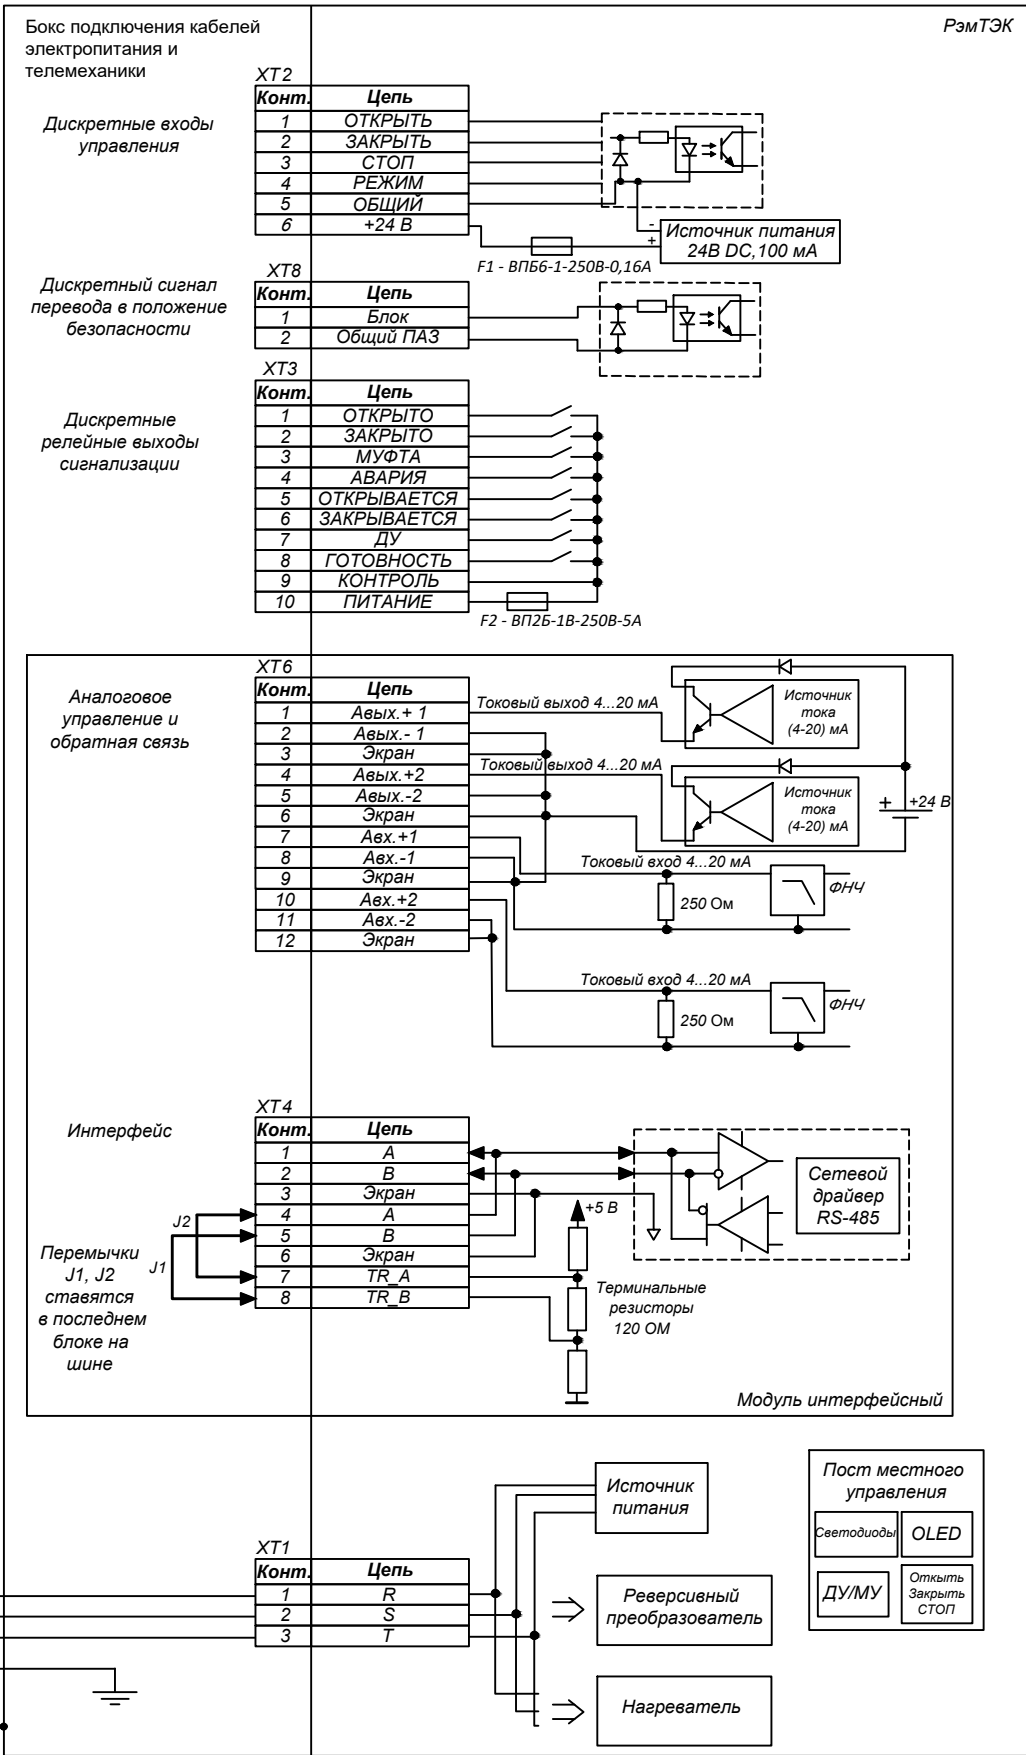 Бокс подключения кабелей
электропитания и
телемеханики
РэмТЭК
Дискретные входы
управления
XT2
Конт. Цепь
1 ОТКРЫТЬ
2 ЗАКРЫТЬ
3 СТОП
4 РЕЖИМ
5 ОБЩИЙ
6 +24 В
-
+
Источник питания
24В DC,100 мА
F1 - ВПБ6-1-250В-0,16А
Дискретный сигнал
перевода в положение
безопасности
XT8
Конт. Цепь
1 Блок
2 Общий ПАЗ
Дискретные
релейные выходы
сигнализации
XT3
Конт. Цепь
1 ОТКРЫТО
2 ЗАКРЫТО
3 МУФТА
4 АВАРИЯ
5 ОТКРЫВАЕТСЯ
6 ЗАКРЫВАЕТСЯ
7 ДУ
8 ГОТОВНОСТЬ
9 КОНТРОЛЬ
10 ПИТАНИЕ
F2 - ВП2Б-1В-250В-5А
Аналоговое
управление и
обратная связь
XT6
Конт. Цепь
1 Авых.+ 1
2 Авых.- 1
3 Экран
4 Авых.+2
5 Авых.-2
6 Экран
7 Авх.+1
8 Авх.-1
9 Экран
10 Авх.+2
11 Авх.-2
12 Экран
Токовый выход 4...20 мА
Источник
тока
(4-20) мА
Токовый выход 4...20 мА
Источник
тока
(4-20) мА
+ +24 В
Токовый вход 4...20 мА
250 Ом
ФНЧ
Токовый вход 4...20 мА
250 Ом
ФНЧ
Интерфейс
XT4
Конт. Цепь
1 A
2 B
3 Экран
4 A
5 B
6 Экран
7 TR_A
8 TR_B
J2
J1
Перемычки
J1, J2
ставятся
в последнем
блоке на
шине
+5 В
Терминальные
резисторы
120 ОМ
Сетевой
драйвер
RS-485
Модуль интерфейсный
XT1
Конт. Цепь
1 R
2 S
3 T
Источник
питания
Реверсивный
преобразователь
Нагреватель
Пост местного
управления
Светодиоды
OLED
ДУ/МУ
Откыть
Закрыть
СТОП